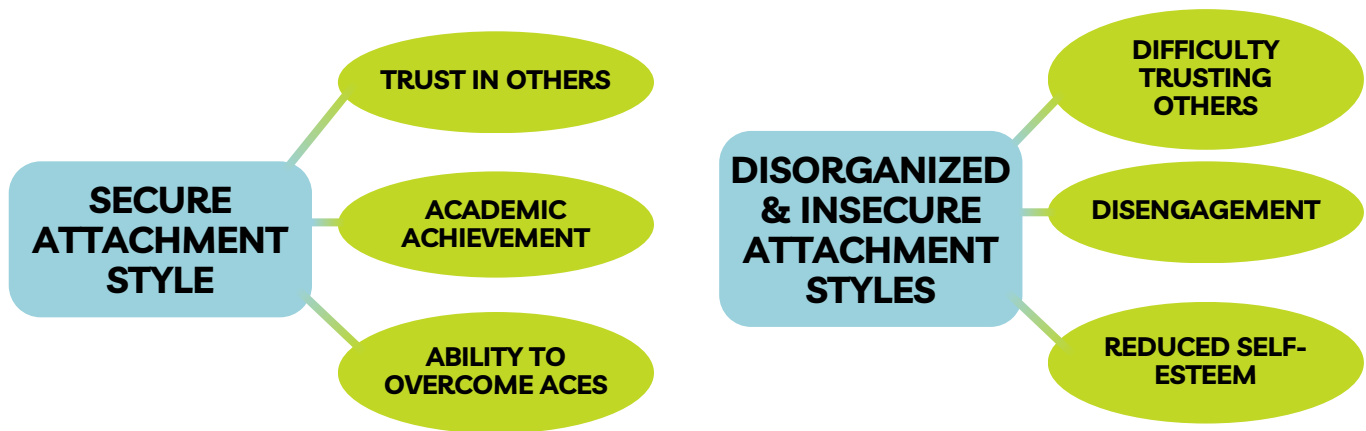 SECURE
ATTACHMENT
STYLE
TRUST IN OTHERS
ACADEMIC
ACHIEVEMENT
ABILITY TO
OVERCOME ACES
DISORGANIZED
& INSECURE
ATTACHMENT
STYLES
DIFFICULTY
TRUSTING
OTHERS
DISENGAGEMENT
REDUCED SELF-
ESTEEM